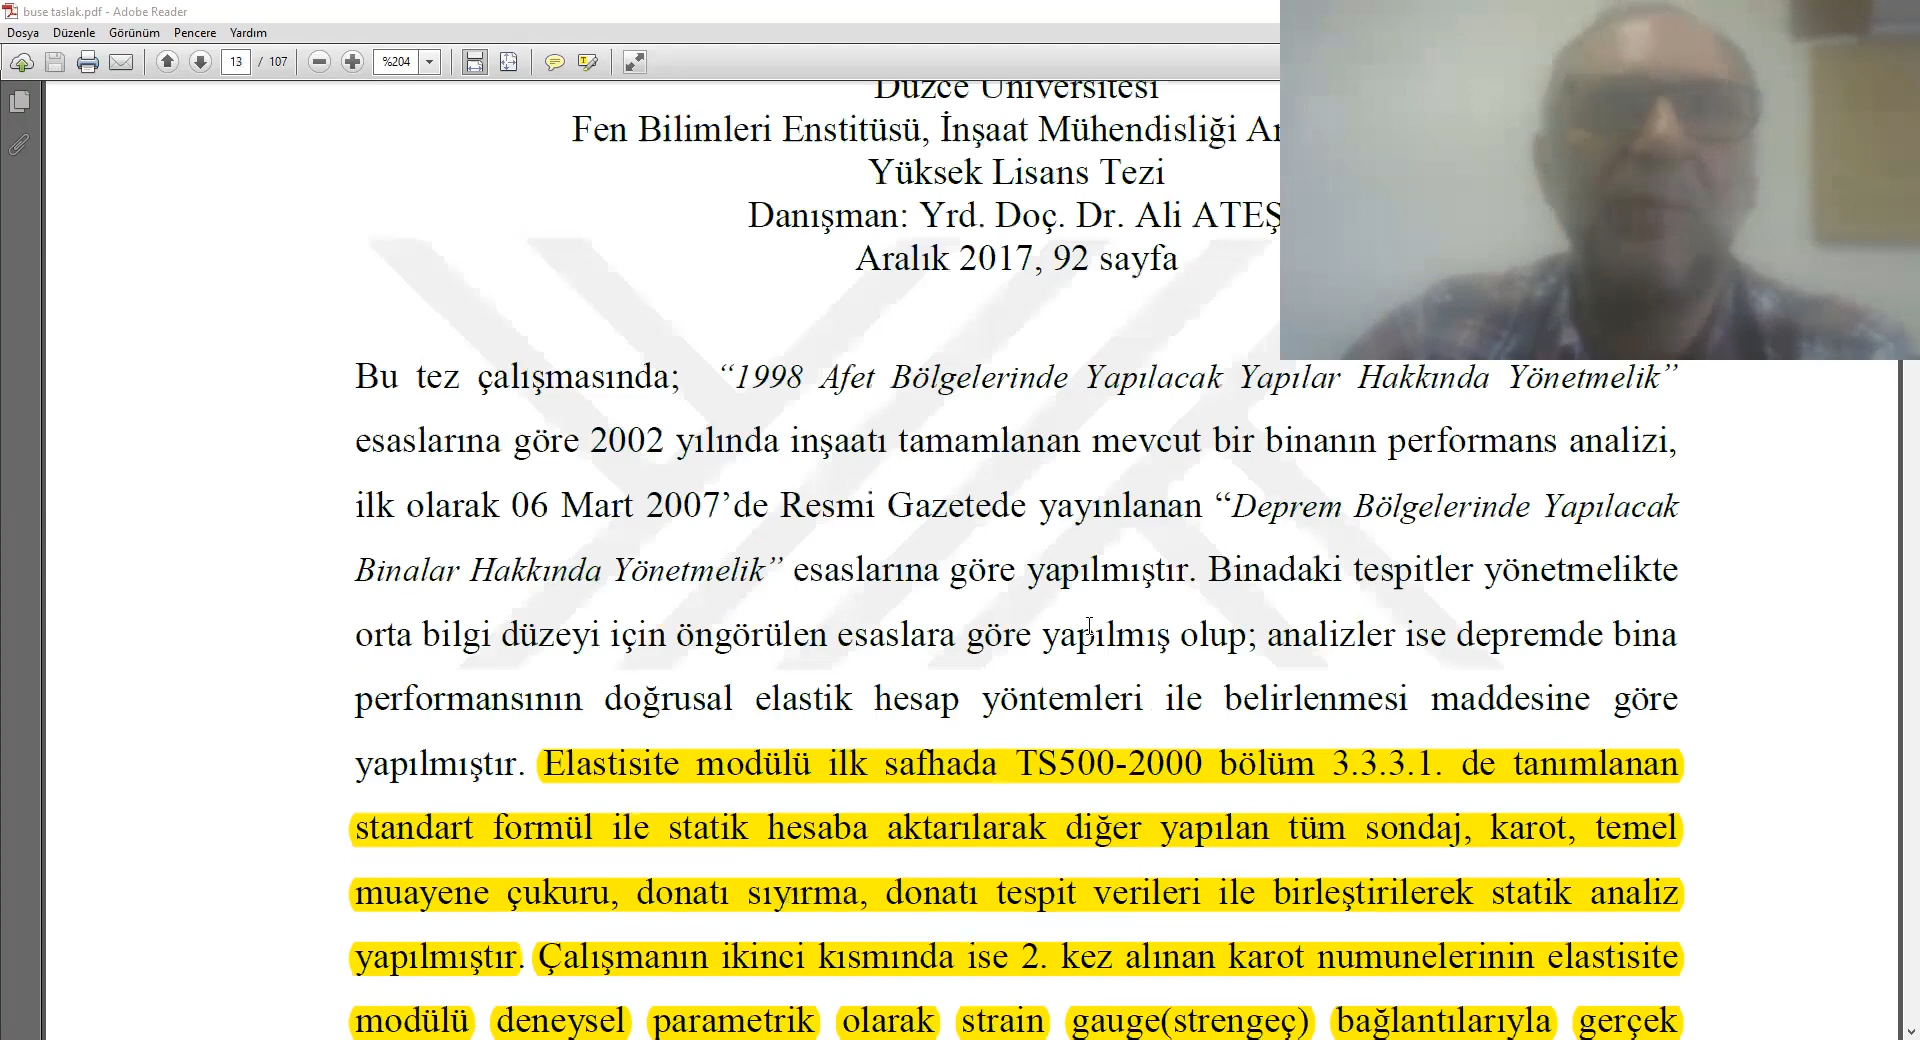 buse taslak.pdf - Adobe Reader
Dosya Düzenle Görünüm Pencere Yardım
13 / 107 %204
Düzce Üniversitesi
Fen Bilimleri Enstitüsü, İnşaat Mühendisliği
Yüksek Lisans Tezi
Danışman: Yrd. Doç. Dr. Ali ATEŞ
Aralık 2017, 92 sayfa
Bu tez çalışmasında; “1998 Afet Bölgelerinde Yapılacak Yapılar Hakkında Yönetmelik”
esaslarına göre 2002 yılında inşaatı tamamlanan mevcut bir binanın performans analizi,
ilk olarak 06 Mart 2007’de Resmi Gazetede yayınlanan “Deprem Bölgelerinde Yapılacak
Binalar Hakkında Yönetmelik” esaslarına göre yapılmıştır. Binadaki tespitler yönetmelikte
orta bilgi düzeyi için öngörülen esaslara göre yapılmış olup; analizler ise depremde bina
performansının doğrusal elastik hesap yöntemleri ile belirlenmesi maddesine göre
yapılmıştır. Elastisite modülü ilk safhada TS500-2000 bölüm 3.3.3.1. de tanımlanan
standart formül ile statik hesaba aktarılarak diğer yapılan tüm sondaj, karot, temel
muayene çukuru, donatı sıyırma, donatı tespit verileri ile birleştirilerek statik analiz
yapılmıştır. Çalışmanın ikinci kısmında ise 2. kez alınan karot numunelerinin elastisite
modülü deneysel parametrik olarak strain gauge(strengeç) bağlantılarıyla gerçek